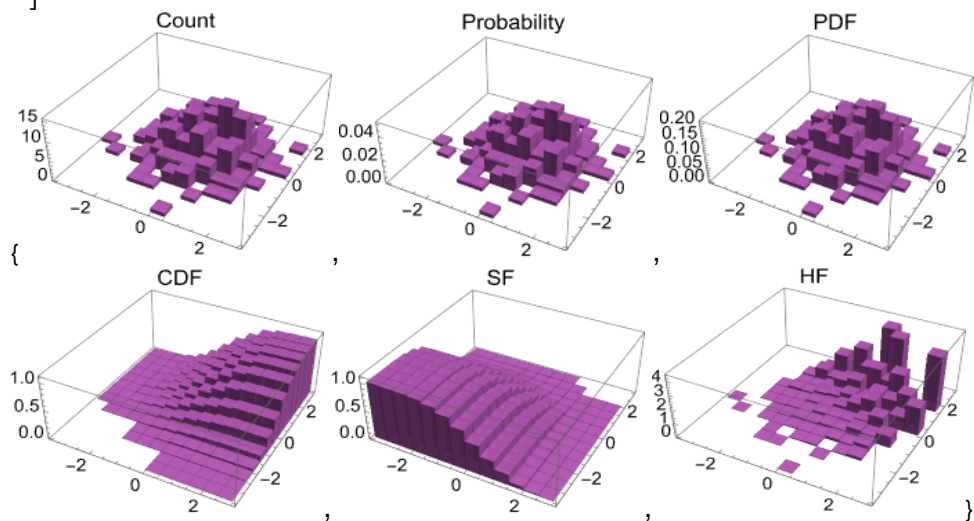 ]
Count Probability PDF
15 10 5 0 −2 0 2 −2 0 2 0.04 0.02 0.00 −2 0 2 −2 0 2 0.20 0.15 0.10 0.05 0.00 −2 0 2 −2 0 2
{ , ,
CDF SF HF
1.0 0.5 0.0 −2 0 2 −2 0 2 1.0 0.5 0.0 −2 0 2 −2 0 2 4 3 2 1 0 −2 0 2 −2 0 2
, , }